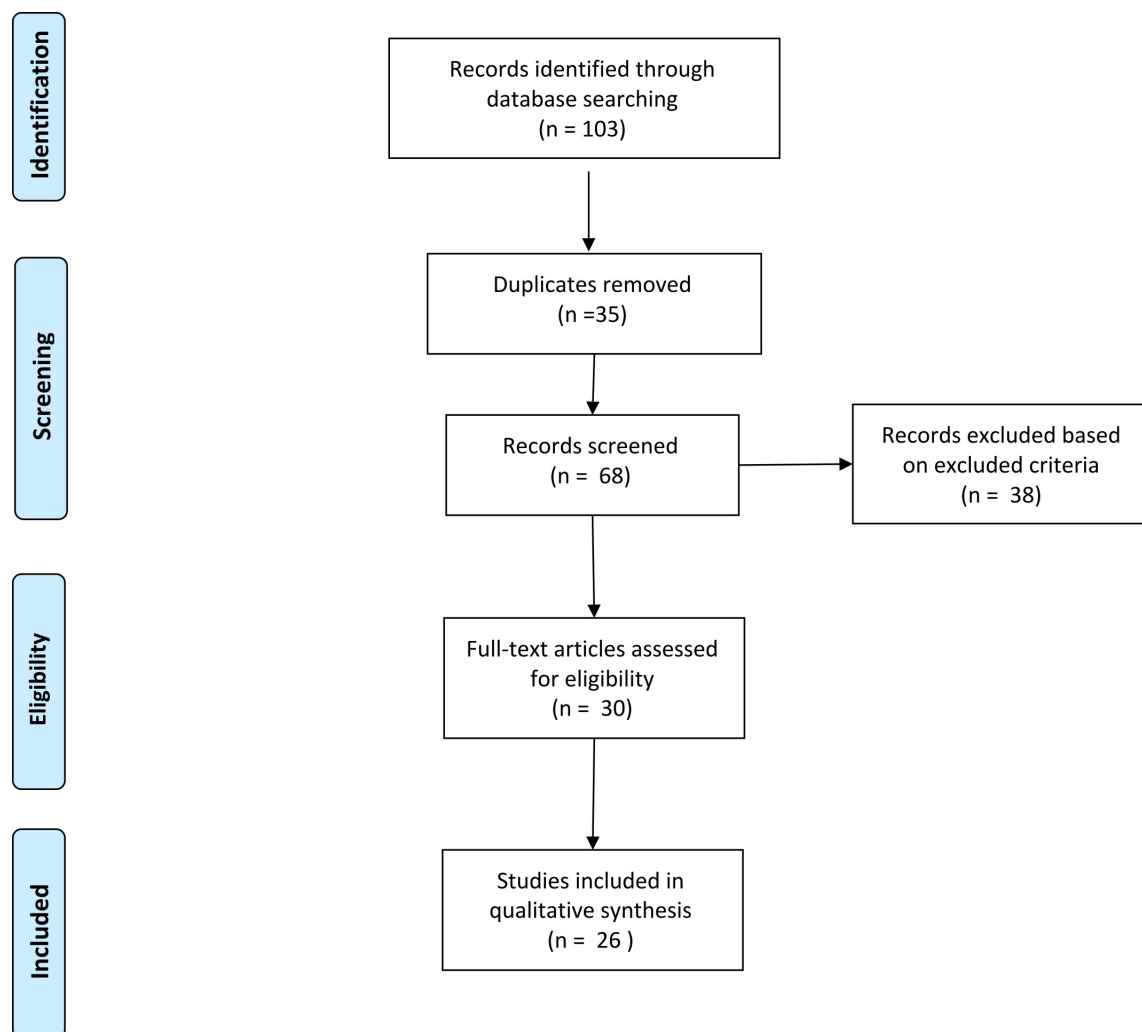 Identification
Records identified through
database searching
(n = 103)
Screening
Duplicates removed
(n =35)
Records screened
(n =  68)
Records excluded based
on excluded criteria
(n =  38)
Eligibility
Full-text articles assessed
for eligibility
(n =  30)
Included
Studies included in
qualitative synthesis
(n =  26 )